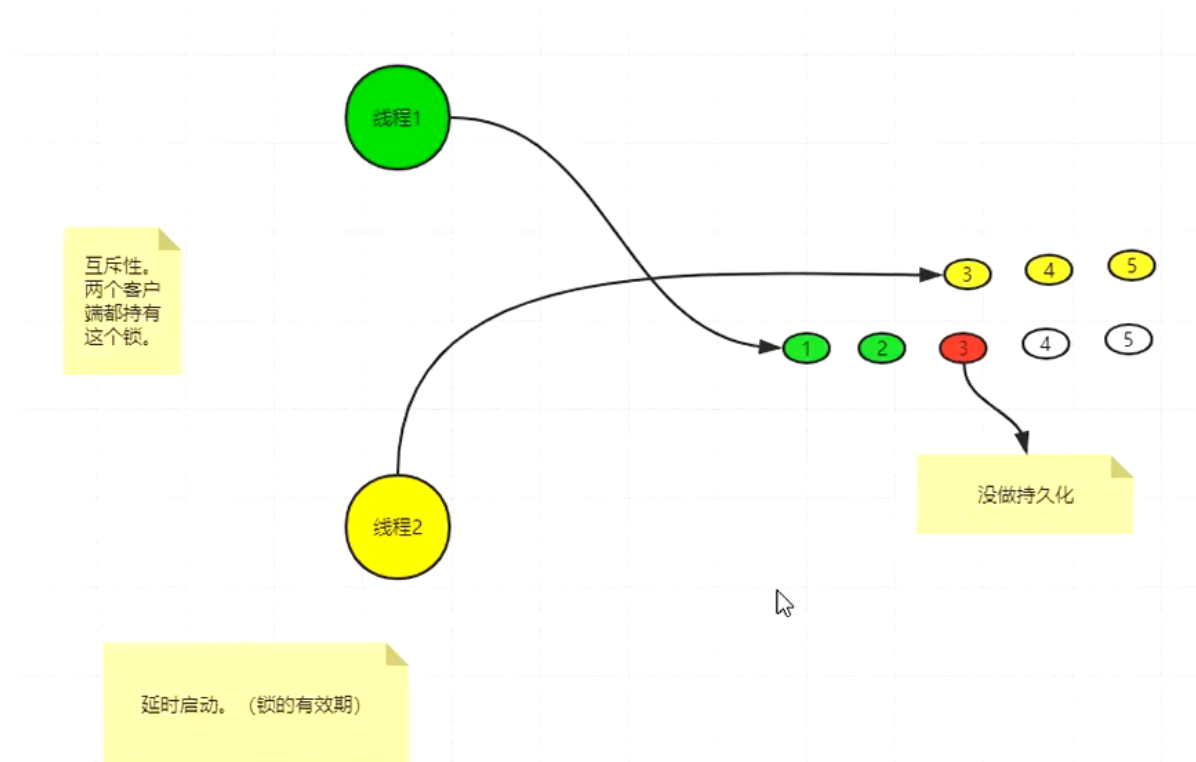 线程1
互斥性。
两个客户
端都持有
这个锁。
3 4 5
1 2 3 4 5
没做持久化
线程2
延时启动。（锁的有效期）